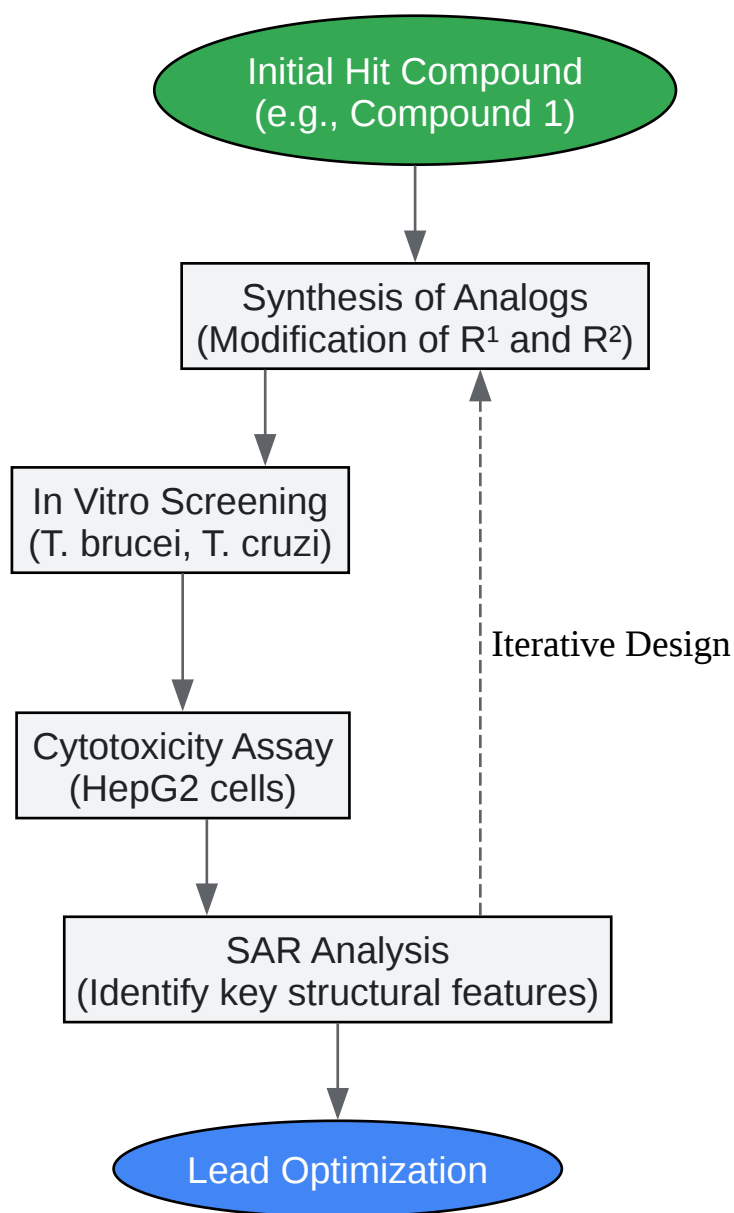 Initial Hit Compound
(e.g., Compound 1)
Synthesis of Analogs
(Modification of R¹ and R²)
In Vitro Screening
(T. brucei, T. cruzi)
Iterative Design
Cytotoxicity Assay
(HepG2 cells)
SAR Analysis
(Identify key structural features)
Lead Optimization